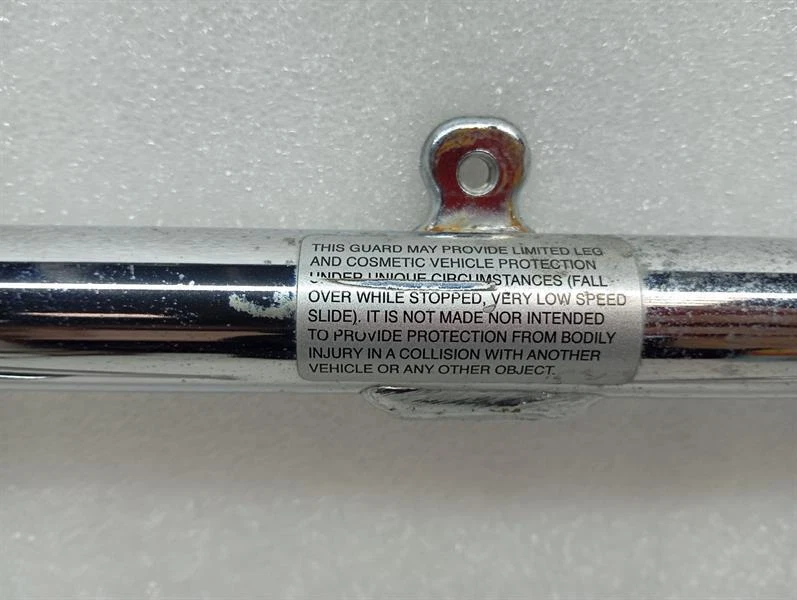 THIS GUARD MAY PROVIDE LIMITED LEG
AND COSMETIC VEHICLE PROTECTION
UNDER UNIQUE CIRCUMSTANCES (FALL
OVER WHILE STOPPED, VERY LOW SPEED
SLIDE). IT IS NOT MADE NOR INTENDED
TO PROVIDE PROTECTION FROM BODILY
INJURY IN A COLLISION WITH ANOTHER
VEHICLE OR ANY OTHER OBJECT.